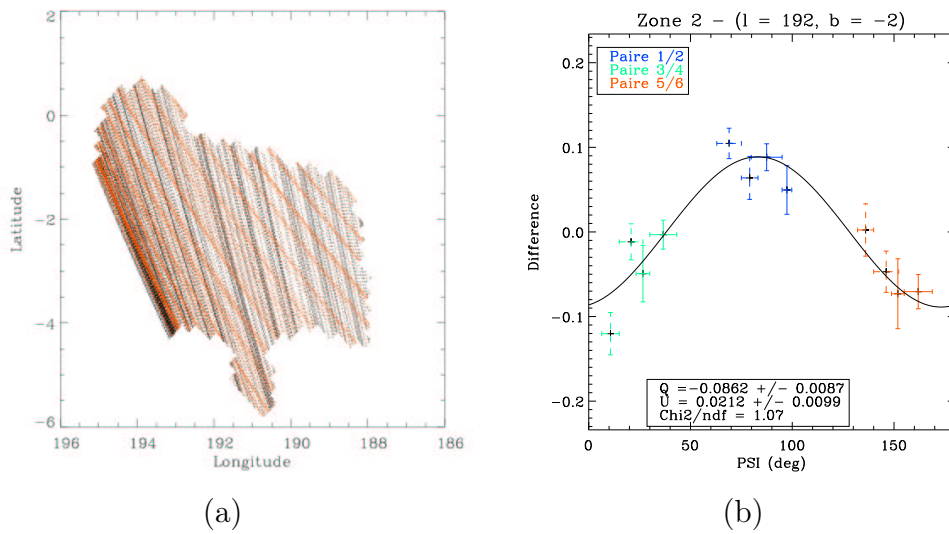 2
0
−2
−4
−6
Latitude
196 194 192 190 188 186
Longitude
(a)
Zone 2 − (l = 192, b = −2)
Paire 1/2
Paire 3/4
Paire 5/6
0.2
0.1
0.0
−0.1
−0.2
Difference
Q =−0.0862 +/− 0.0087
U = 0.0212 +/− 0.0099
Chi2/ndf = 1.07
0 50 100 150
PSI (deg)
(b)